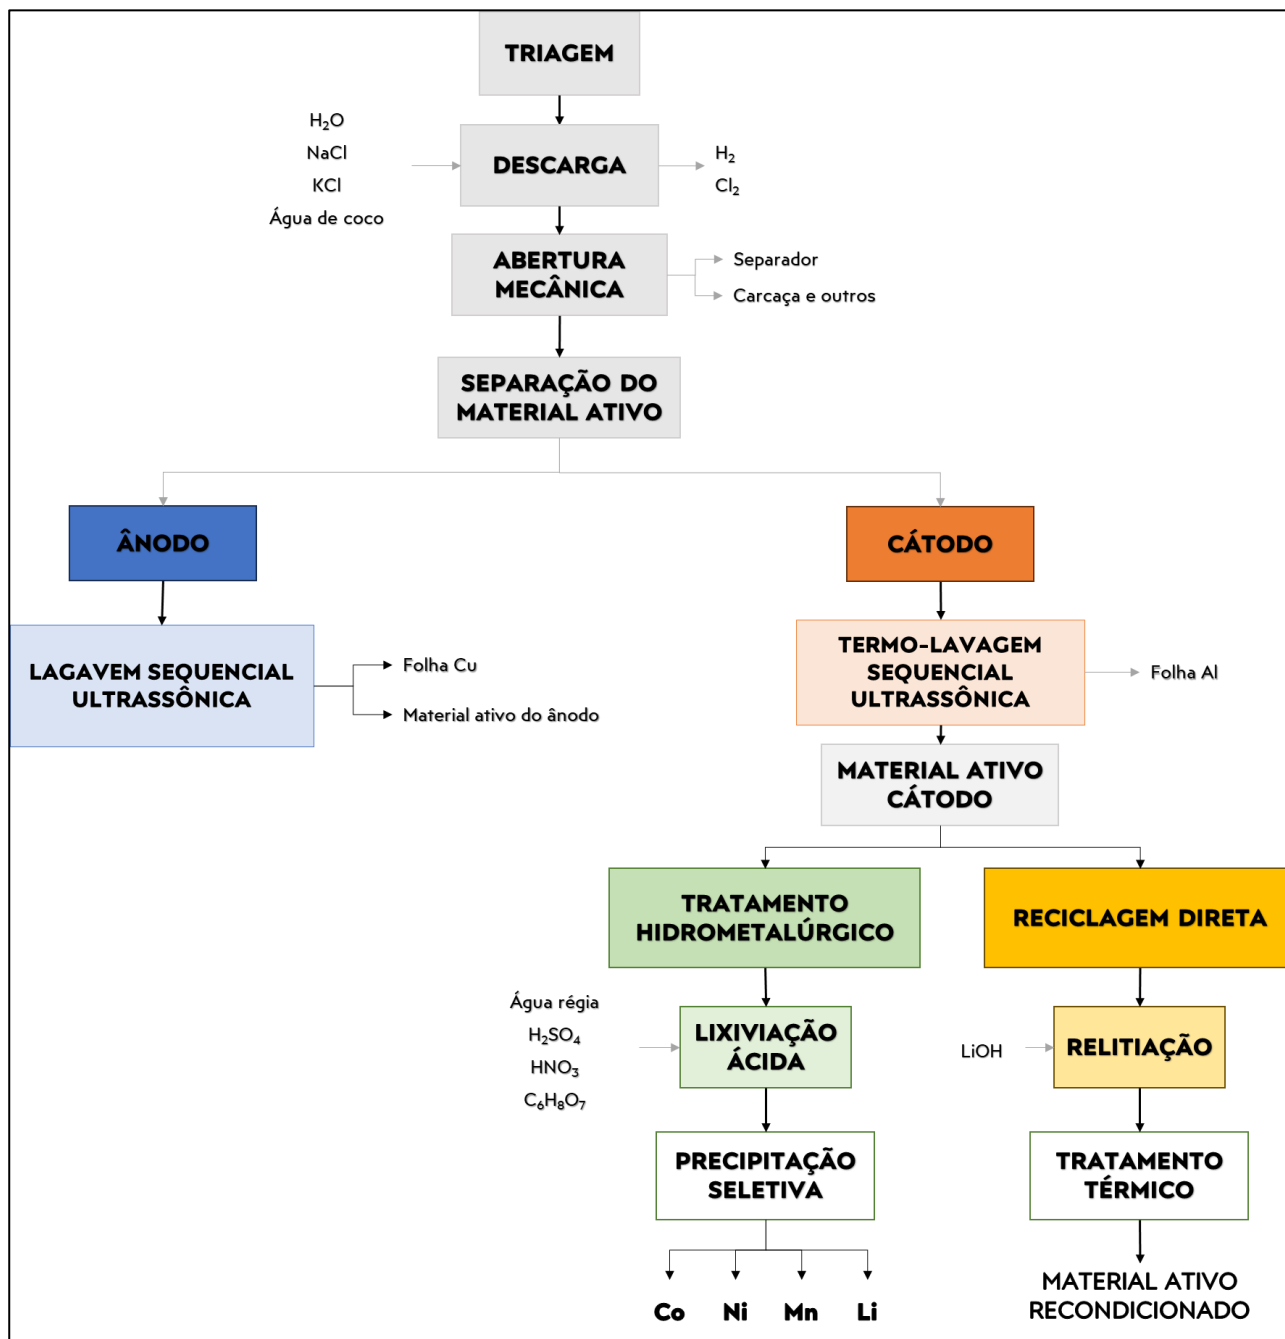 TRIAGEM
H₂O
NaCl
KCl
Água de coco
DESCARGA
H₂
Cl₂
ABERTURA
MECÂNICA
Separador
Carcaça e outros
SEPARAÇÃO DO
MATERIAL ATIVO
ÂNODO
CÁTODO
LAGAVEM SEQUENCIAL
ULTRASSÔNICA
Folha Cu
Material ativo do ânodo
TERMO-LAVAGEM
SEQUENCIAL
ULTRASSÔNICA
Folha Al
MATERIAL ATIVO
CÁTODO
TRATAMENTO
HIDROMETALÚRGICO
RECICLAGEM DIRETA
Água régia
H₂SO₄
HNO₃
C₆H₈O₇
LIXIVIAÇÃO
ÁCIDA
LiOH
RELITIAÇÃO
PRECIPITAÇÃO
SELETIVA
TRATAMENTO
TÉRMICO
Co Ni Mn Li
MATERIAL ATIVO
RECONDICIONADO